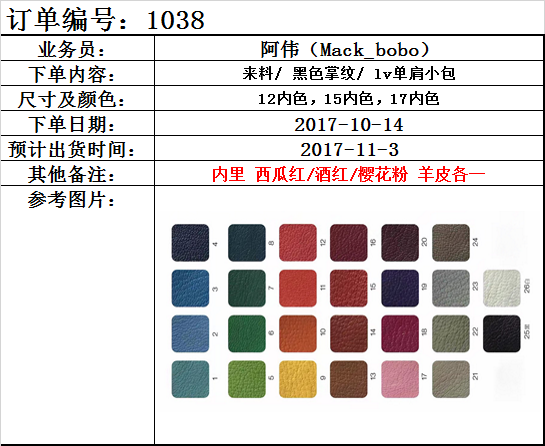 订单编号：1038
业务员： 阿伟（Mack_bobo）
下单内容： 来料/ 黑色掌纹/ lv单肩小包
尺寸及颜色： 12内色，15内色，17内色
下单日期： 2017-10-14
预计出货时间： 2017-11-3
其他备注： 内里 西瓜红/酒红/樱花粉 羊皮各一
参考图片：
4 8 12 16 20 24
3 7 11 15 19 23 26白
2 6 10 14 18 22 25黑
1 5 9 13 17 21